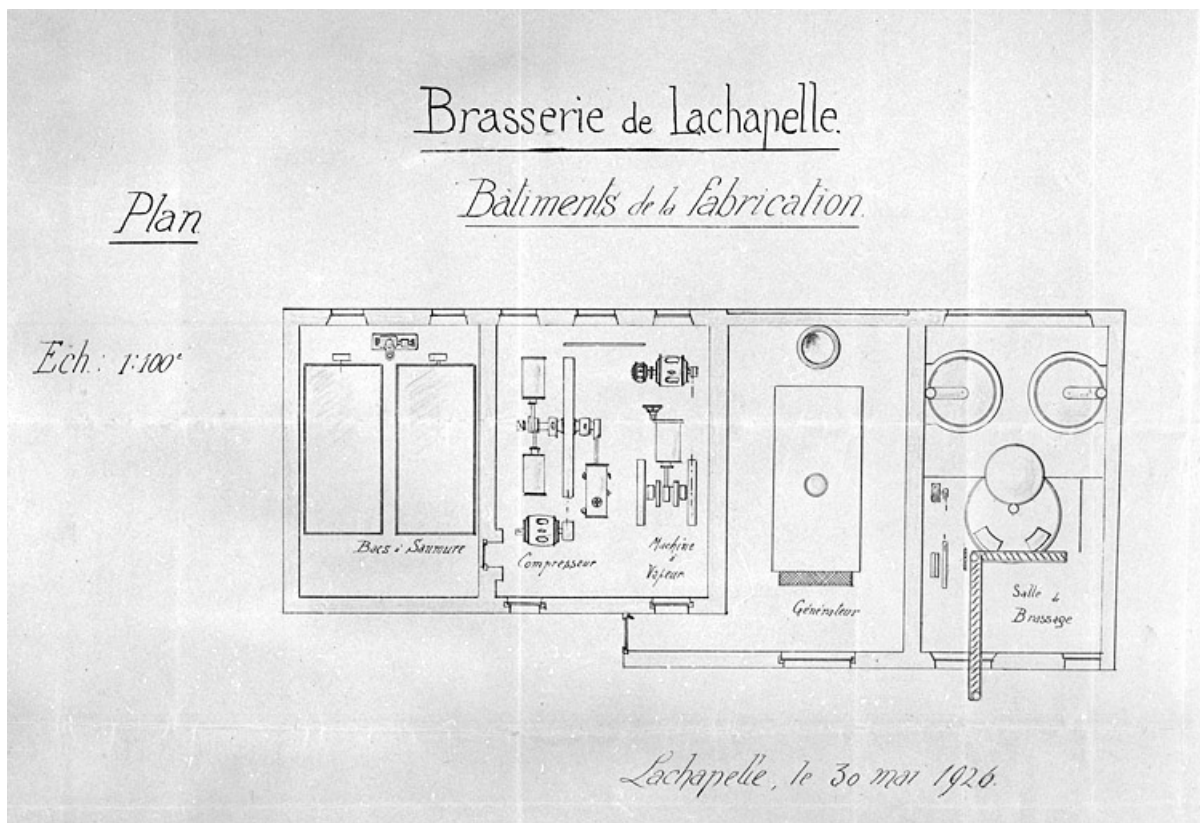 Brasserie de Lachapelle.
Bâtiments de la Fabrication.
Plan
Ech.: 1:100e
Bacs à Saumure
Compresseur
Machine
à
Vapeur
Générateur
Salle de
Brassage
Lachapelle, le 30 mai 1926.